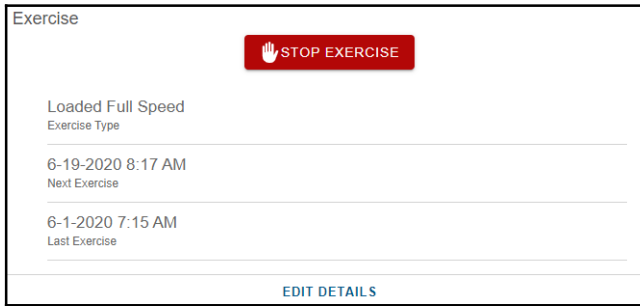 Exercise
STOP EXERCISE
Loaded Full Speed
Exercise Type
6-19-2020 8:17 AM
Next Exercise
6-1-2020 7:15 AM
Last Exercise
EDIT DETAILS